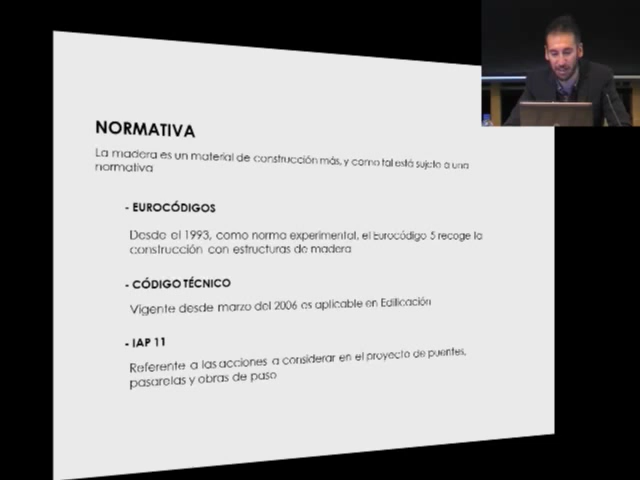 NORMATIVA
La madera es un material de construcción más, y como tal está sujeto a una
normativa
- EUROCÓDIGOS
Desde el 1993, como norma experimental, el Eurocódigo 5 recoge la
construcción con estructuras de madera
- CÓDIGO TÉCNICO
Vigente desde marzo del 2006 es aplicable en Edificación
- IAP 11
Referente a las acciones a considerar en el proyecto de puentes,
pasarelas y obras de paso